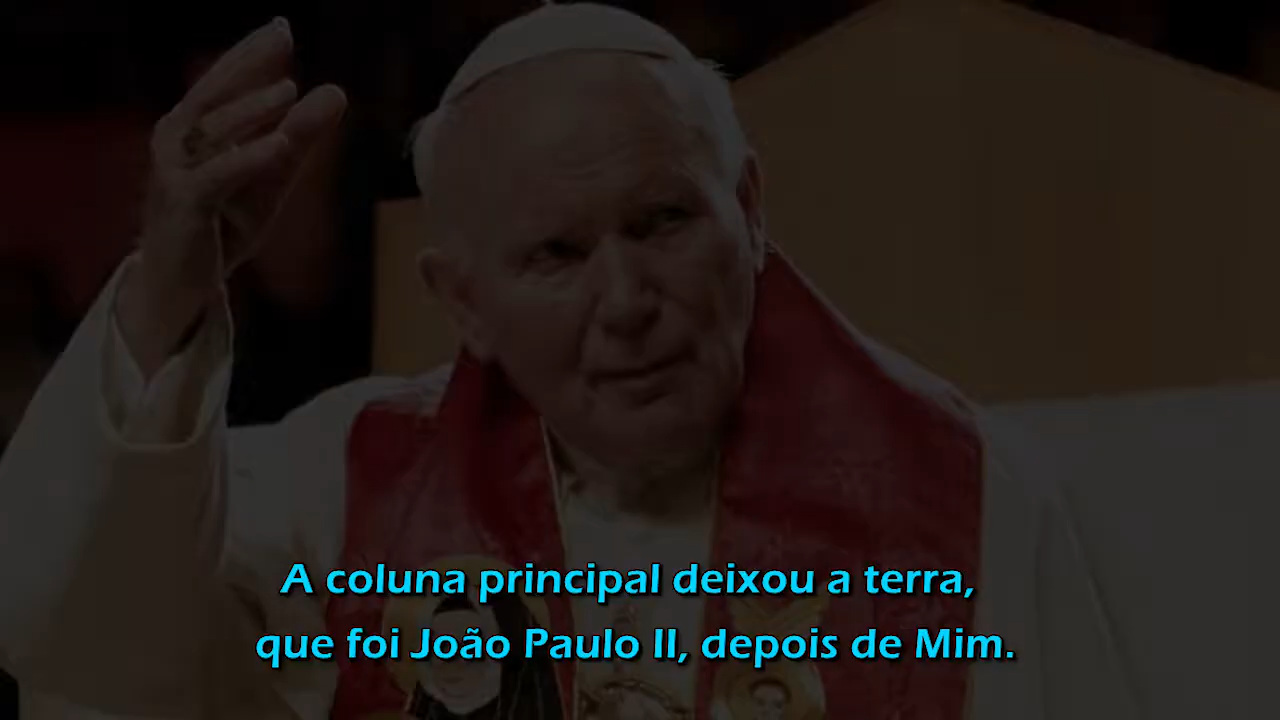 A coluna principal deixou a terra,
que foi João Paulo II, depois de Mim.